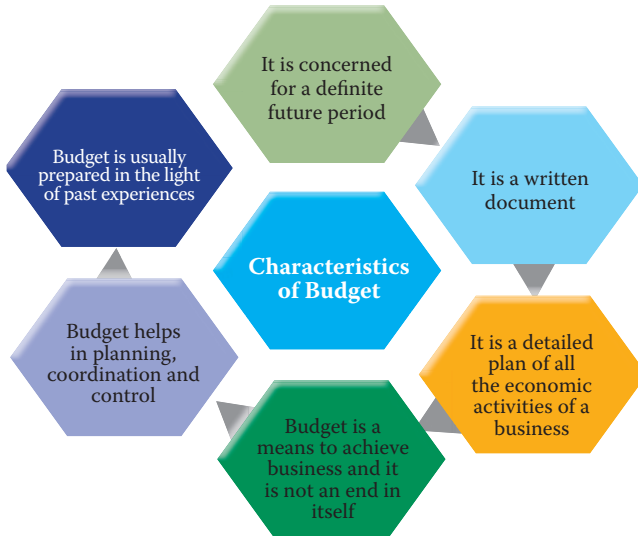 It is concerned
for a definite
future period
It is a written
document
It is a detailed
plan of all
the economic
activities of a
business
Budget is a
means to achieve
business and it
is not an end in
itself
Budget helps
in planning,
coordination and
control
Budget is usually
prepared in the light
of past experiences
Characteristics
of Budget